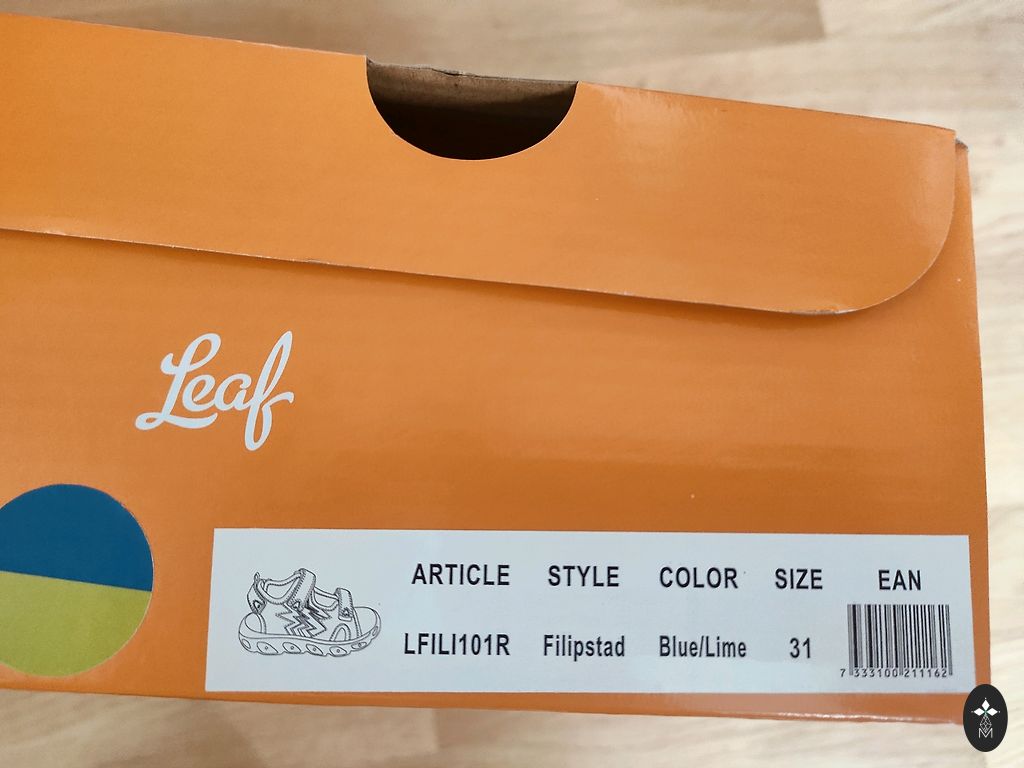 Leaf
ARTICLE STYLE COLOR SIZE EAN
LFILI101R Filipstad Blue/Lime 31
7 333100 211162
M